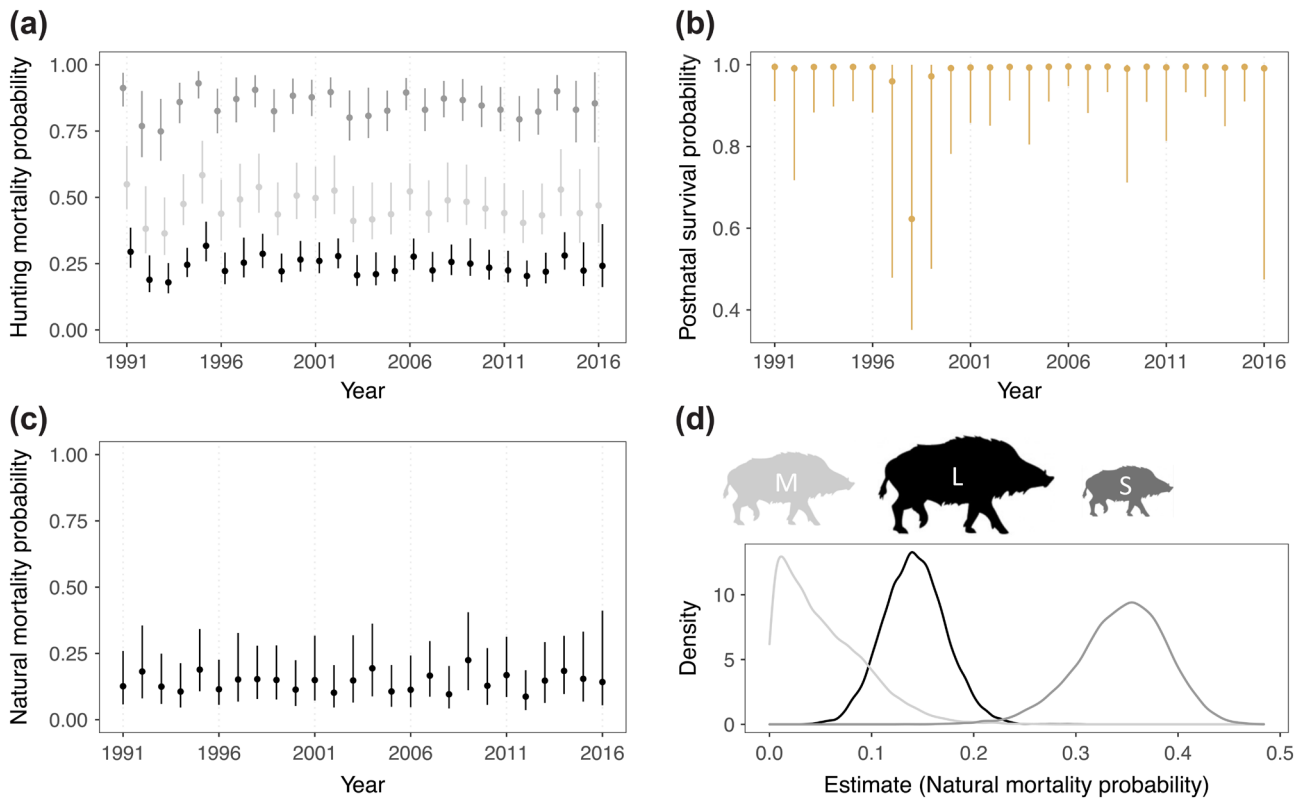 (a)
Hunting mortality probability
1.00
0.75
0.50
0.25
0.00
1991 1996 2001 2006 2011 2016
Year
(b)
Postnatal survival probability
1.0
0.8
0.6
0.4
1991 1996 2001 2006 2011 2016
Year
(c)
Natural mortality probability
1.00
0.75
0.50
0.25
0.00
1991 1996 2001 2006 2011 2016
Year
(d)
M L S
Density
10
5
0
0.0 0.1 0.2 0.3 0.4 0.5
Estimate (Natural mortality probability)